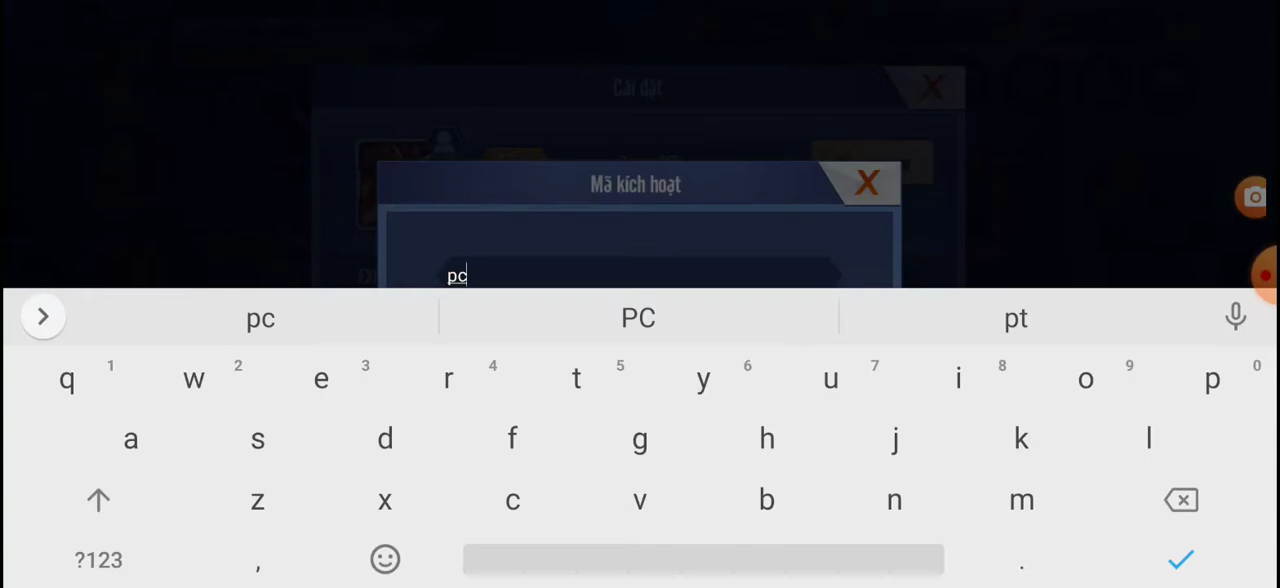 Cài đặt
Mã kích hoạt
pc
pc PC pt
q 1 w 2 e 3 r 4 t 5 y 6 u 7 i 8 o 9 p 0
a s d f g h j k l
z x c v b n m
?123 , .